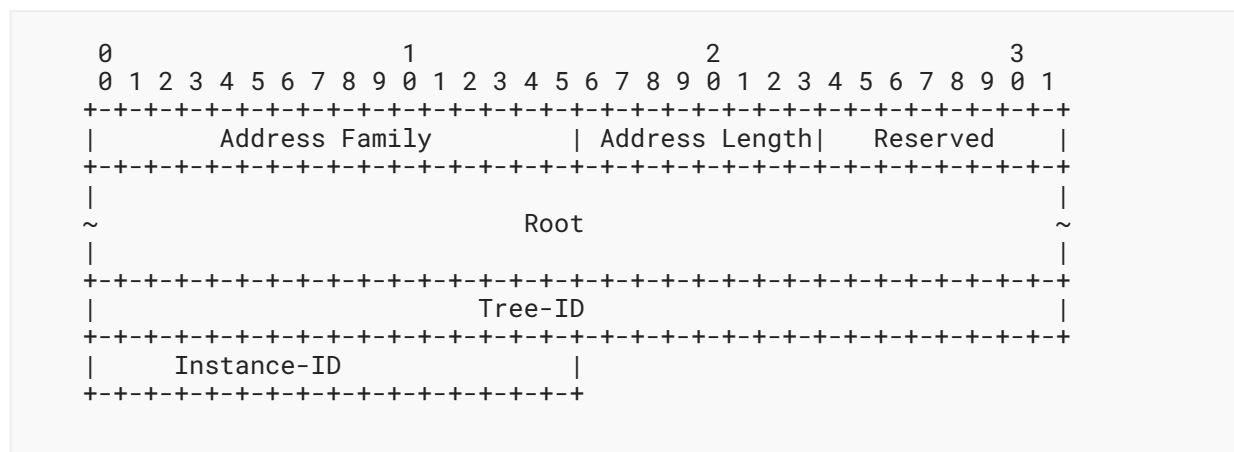 0                   1                   2                   3
 0 1 2 3 4 5 6 7 8 9 0 1 2 3 4 5 6 7 8 9 0 1 2 3 4 5 6 7 8 9 0 1
+-+-+-+-+-+-+-+-+-+-+-+-+-+-+-+-+-+-+-+-+-+-+-+-+-+-+-+-+-+-+-+-+
|        Address Family         | Address Length|   Reserved    |
+-+-+-+-+-+-+-+-+-+-+-+-+-+-+-+-+-+-+-+-+-+-+-+-+-+-+-+-+-+-+-+-+
|                                                               |
~                            Root                               ~
|                                                               |
+-+-+-+-+-+-+-+-+-+-+-+-+-+-+-+-+-+-+-+-+-+-+-+-+-+-+-+-+-+-+-+-+
|                         Tree-ID                               |
+-+-+-+-+-+-+-+-+-+-+-+-+-+-+-+-+-+-+-+-+-+-+-+-+-+-+-+-+-+-+-+-+
|     Instance-ID               |
+-+-+-+-+-+-+-+-+-+-+-+-+-+-+-+-+